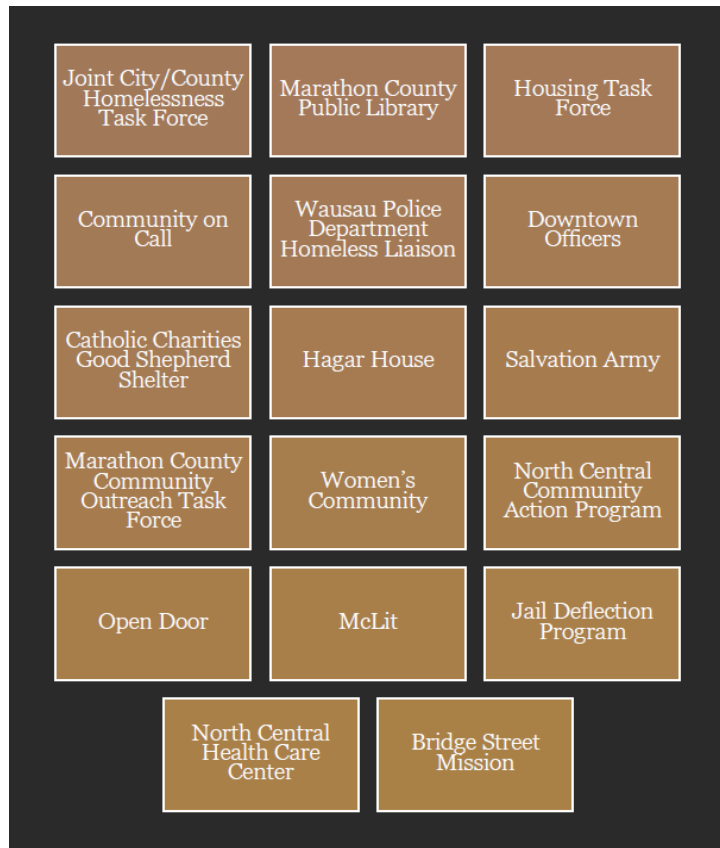 Joint City/County
Homelessness
Task Force
Marathon County
Public Library
Housing Task
Force
Community on
Call
Wausau Police
Department
Homeless Liaison
Downtown
Officers
Catholic Charities
Good Shepherd
Shelter
Hagar House
Salvation Army
Marathon County
Community
Outreach Task
Force
Women’s
Community
North Central
Community
Action Program
Open Door
McLit
Jail Deflection
Program
North Central
Health Care
Center
Bridge Street
Mission